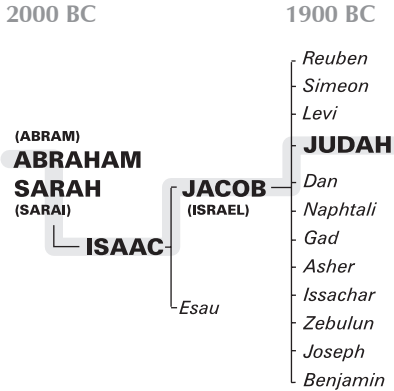 2000 BC
1900 BC
(ABRAM)
ABRAHAM
SARAH
(SARAI)
ISAAC
JACOB
(ISRAEL)
Esau
Reuben
Simeon
Levi
JUDAH
Dan
Naphtali
Gad
Asher
Issachar
Zebulun
Joseph
Benjamin